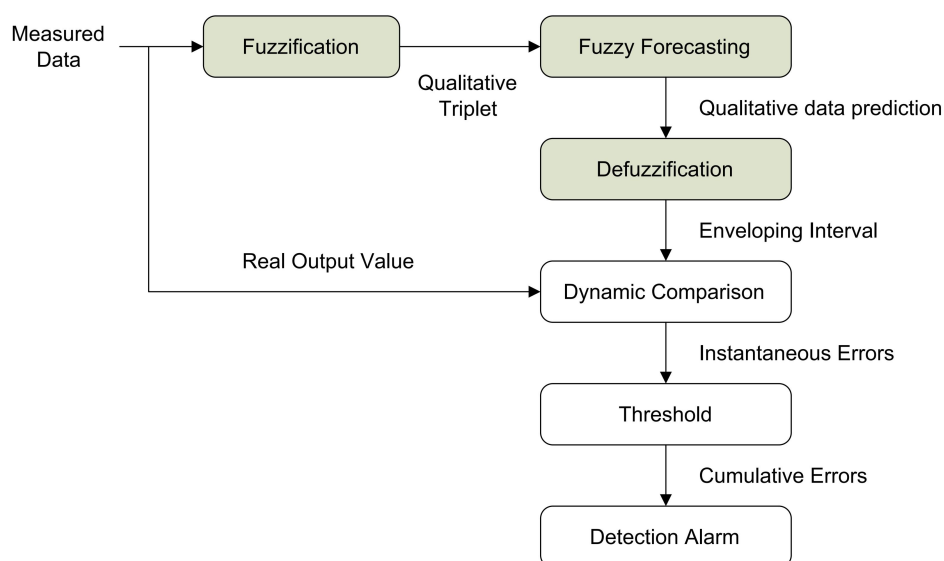 Measured
Data
Fuzzification
Fuzzy Forecasting
Qualitative
Triplet
Qualitative data prediction
Defuzzification
Enveloping Interval
Real Output Value
Dynamic Comparison
Instantaneous Errors
Threshold
Cumulative Errors
Detection Alarm